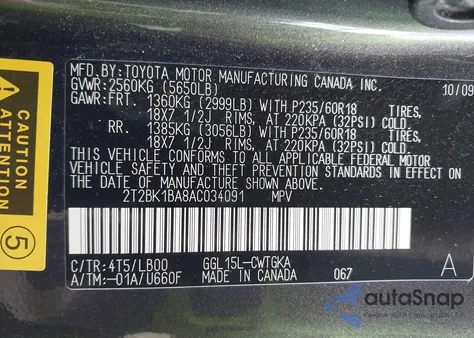 MFD. BY: TOYOTA MOTOR MANUFACTURING CANADA INC. 10/09
GVWR: 2560KG (5650LB)
GAWR: FRT. 1360KG (2999LB) WITH P235/60R18 TIRES,
18X7 1/2J RIMS, AT 220KPA (32PSI) COLD
RR. 1385KG (3056LB) WITH P235/60R18 TIRES,
18X7 1/2J RIMS, AT 220KPA (32PSI) COLD
THIS VEHICLE CONFORMS TO ALL APPLICABLE FEDERAL MOTOR
VEHICLE SAFETY AND THEFT PREVENTION STANDARDS IN EFFECT
ON THE DATE OF MANUFACTURE SHOWN ABOVE.
2T2BK1BA8AC034091 MPV
5
C/TR: 4T5/LB00 GGL15L-CWTGKA
A/TM:-01A/U660F MADE IN CANADA 067 A
autoSnap